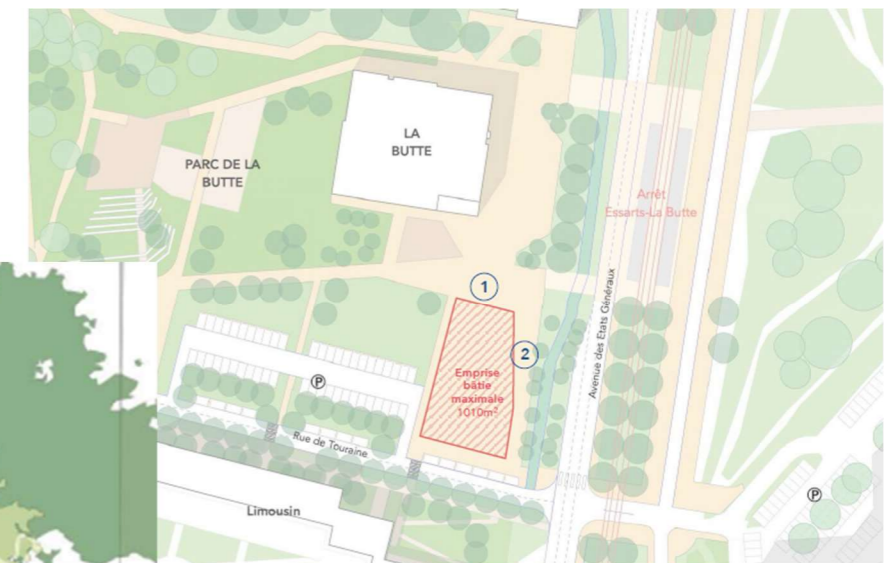 LA
BUTTE
PARC DE LA
BUTTE
Arrêt
Essarts-La Butte
1
2
Emprise
bâtie
maximale
1010m²
Avenue des Etats Généraux
P
Rue de Touraine
P
Limousin